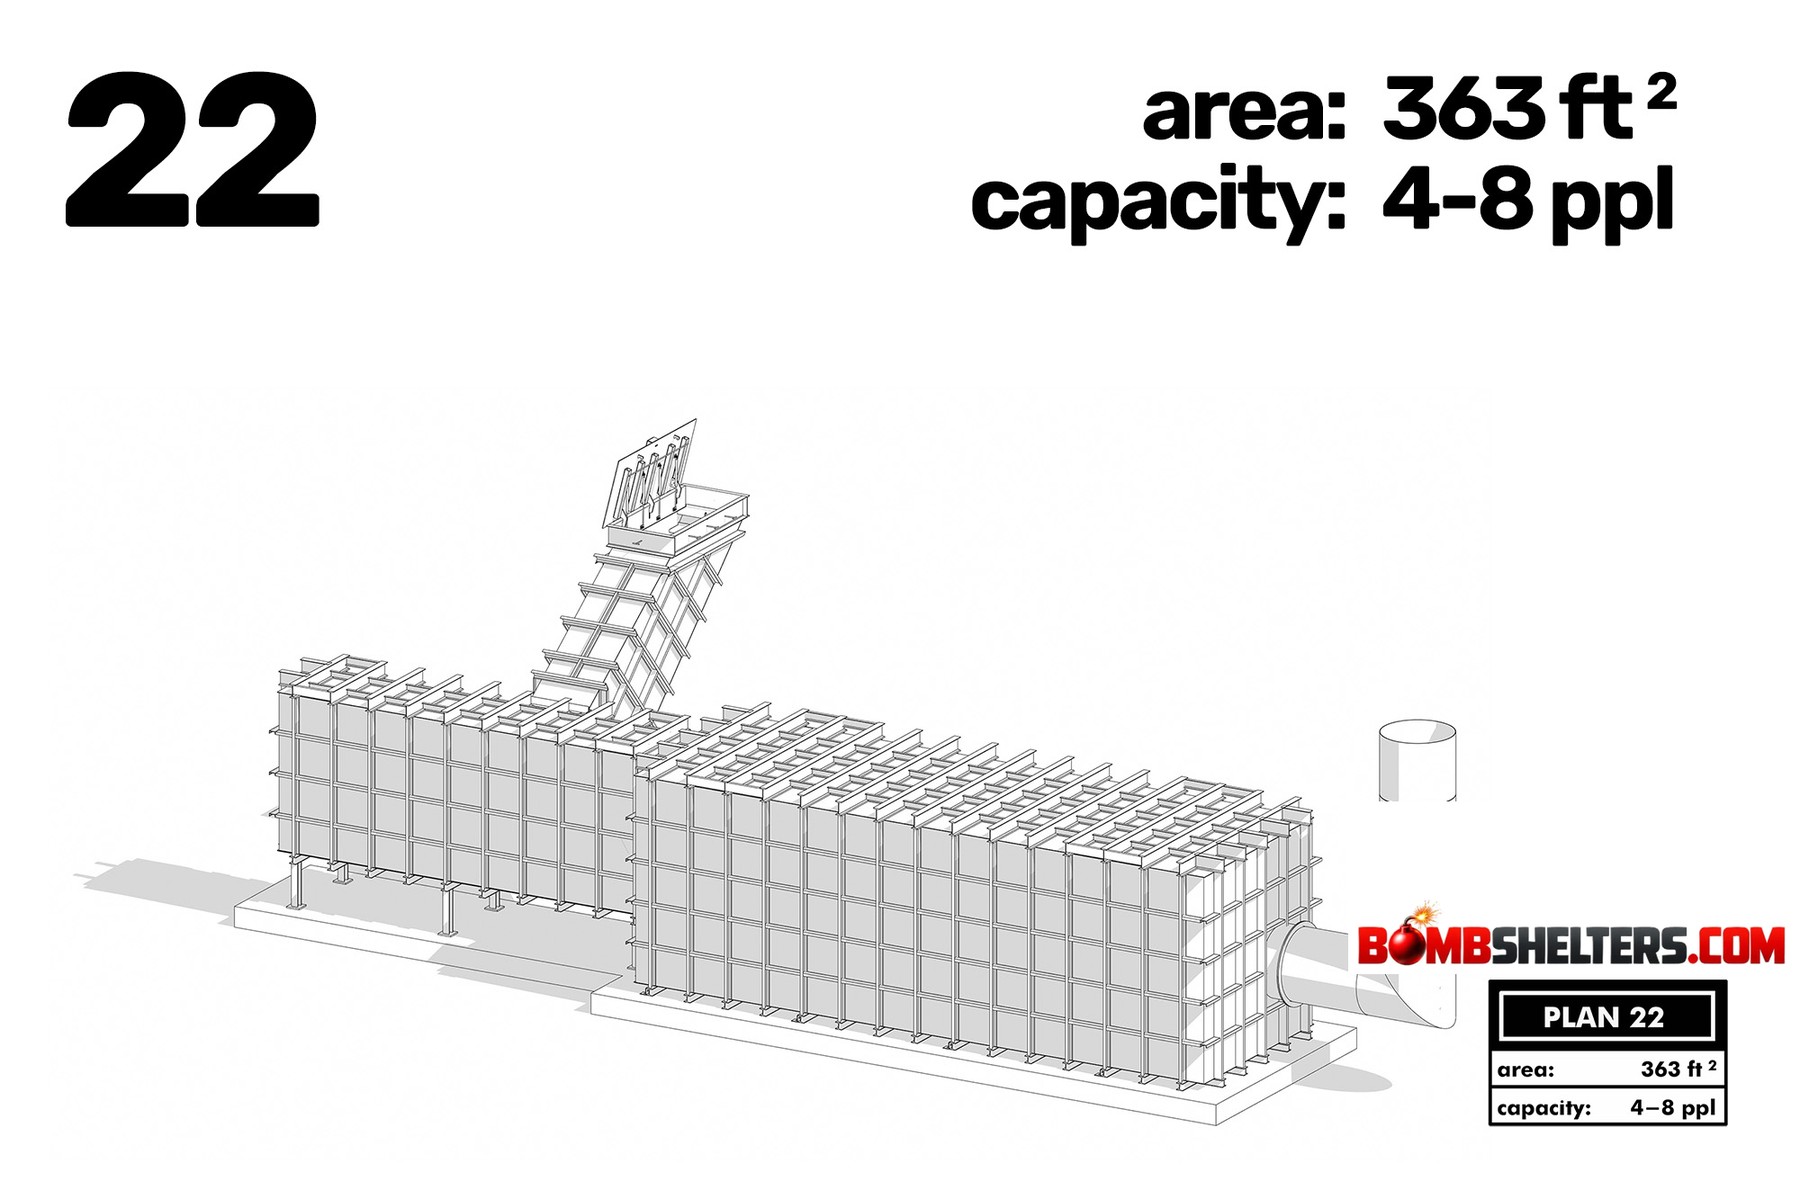 22
area: 363 ft ²
capacity: 4-8 ppl
BOMBSHELTERS.COM
PLAN 22
area: 363 ft ²
capacity: 4–8 ppl